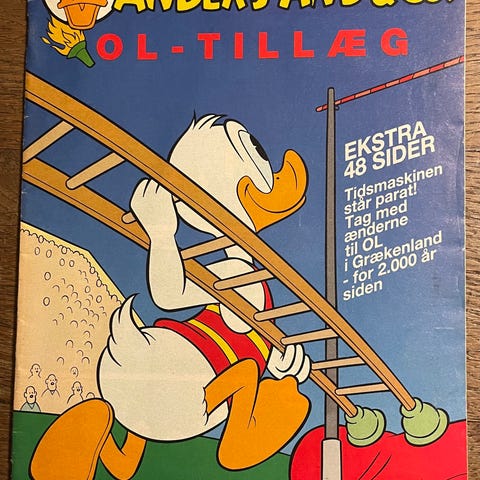 ANDERS AND & CO.
OL-TILLÆG
EKSTRA
48 SIDER
Tidsmaskinen
står parat!
Tag med
ænderne
til OL
i Grækenland
- for 2.000 år
siden